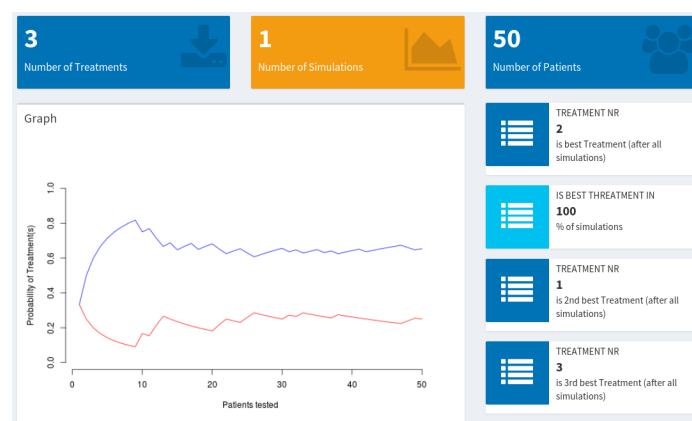 3
Number of Treatments
1
Number of Simulations
50
Number of Patients
Graph
Probability of Treatment(s)
1.0
0.8
0.6
0.4
0.2
0.0
0 10 20 30 40 50
Patients tested
TREATMENT NR
2
is best Treatment (after all
simulations)
IS BEST THREATMENT IN
100
% of simulations
TREATMENT NR
1
is 2nd best Treatment (after all
simulations)
TREATMENT NR
3
is 3rd best Treatment (after all
simulations)